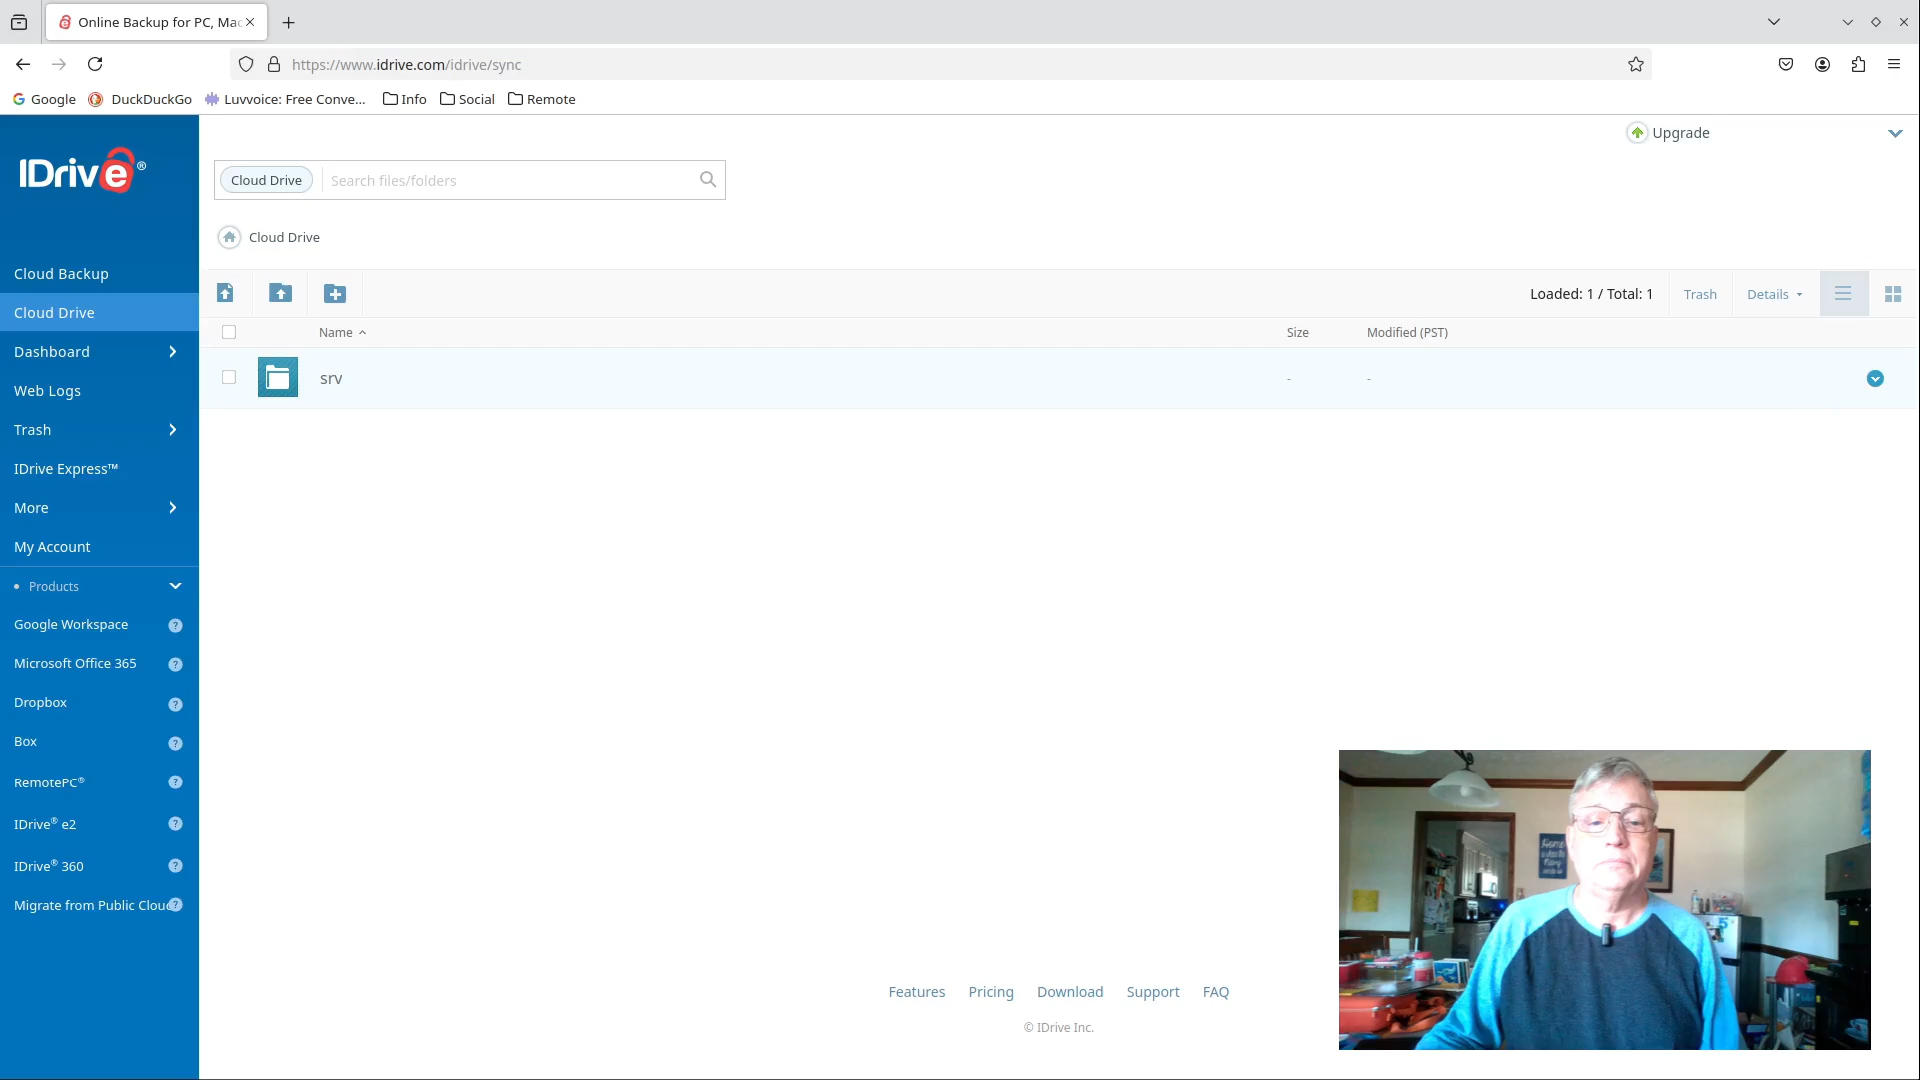 Online Backup for PC, Mac
https://www.idrive.com/idrive/sync
Google
DuckDuckGo
Luvvoice: Free Conve...
Info
Social
Remote
IDrive®
Upgrade
Cloud Drive
Search files/folders
Cloud Drive
Loaded: 1 / Total: 1
Trash
Details
Name
Size
Modified (PST)
srv
-
-
Cloud Backup
Cloud Drive
Dashboard
Web Logs
Trash
IDrive Express™
More
My Account
• Products
Google Workspace ?
Microsoft Office 365 ?
Dropbox ?
Box ?
RemotePC® ?
IDrive® e2 ?
IDrive® 360 ?
Migrate from Public Clou ?
Features
Pricing
Download
Support
FAQ
© IDrive Inc.
Home